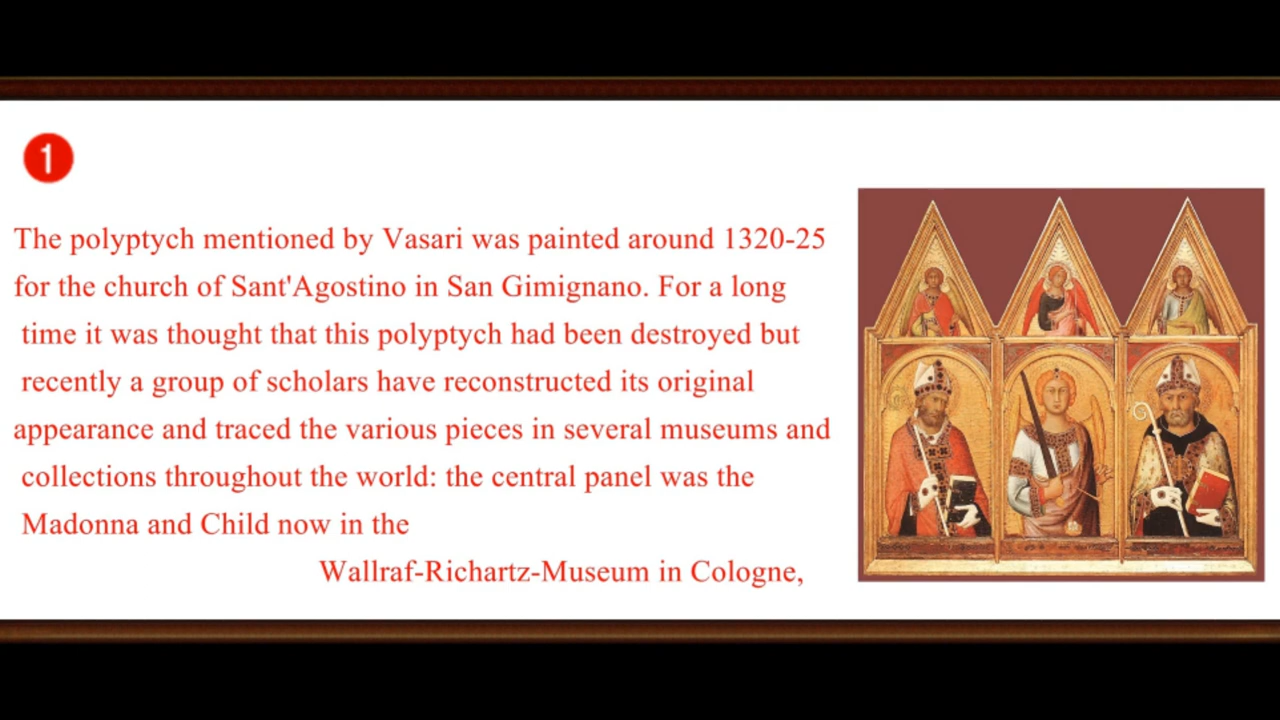 1
The polyptych mentioned by Vasari was painted around 1320-25
for the church of Sant'Agostino in San Gimignano. For a long
time it was thought that this polyptych had been destroyed but
recently a group of scholars have reconstructed its original
appearance and traced the various pieces in several museums and
collections throughout the world: the central panel was the
Madonna and Child now in the
Wallraf-Richartz-Museum in Cologne,